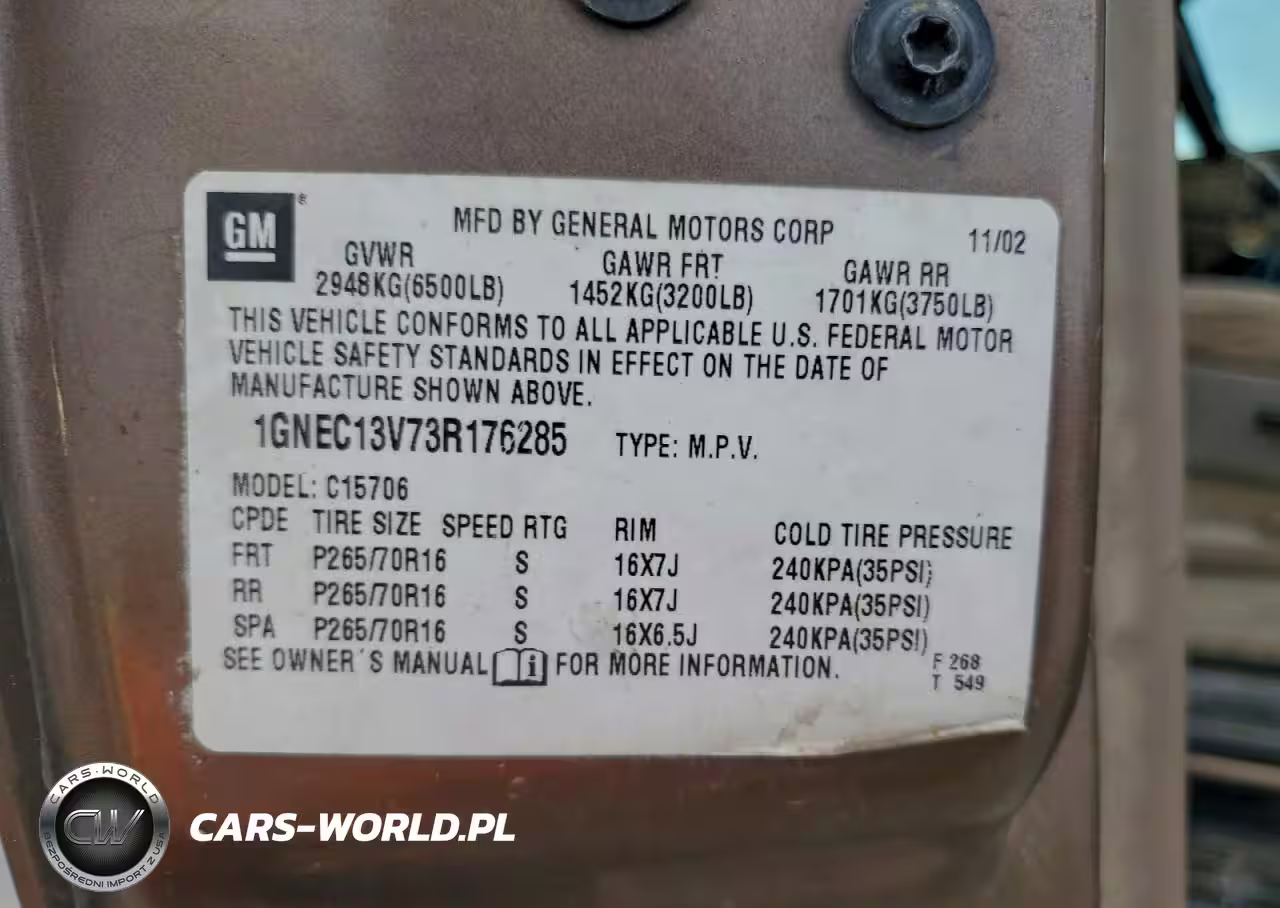 GM®
MFD BY GENERAL MOTORS CORP 11/02
GVWR GAWR FRT GAWR RR
2948KG(6500LB) 1452KG(3200LB) 1701KG(3750LB)
THIS VEHICLE CONFORMS TO ALL APPLICABLE U.S. FEDERAL MOTOR
VEHICLE SAFETY STANDARDS IN EFFECT ON THE DATE OF
MANUFACTURE SHOWN ABOVE.
1GNEC13V73R176285 TYPE: M.P.V.
MODEL: C15706
CPDE TIRE SIZE SPEED RTG RIM COLD TIRE PRESSURE
FRT P265/70R16 S 16X7J 240KPA(35PSI)
RR P265/70R16 S 16X7J 240KPA(35PSI)
SPA P265/70R16 S 16X6.5J 240KPA(35PSI)
SEE OWNER'S MANUAL i FOR MORE INFORMATION.
F 268
T 549
CARS-WORLD
CW
BEZPOŚREDNI IMPORT Z USA
CARS-WORLD.PL